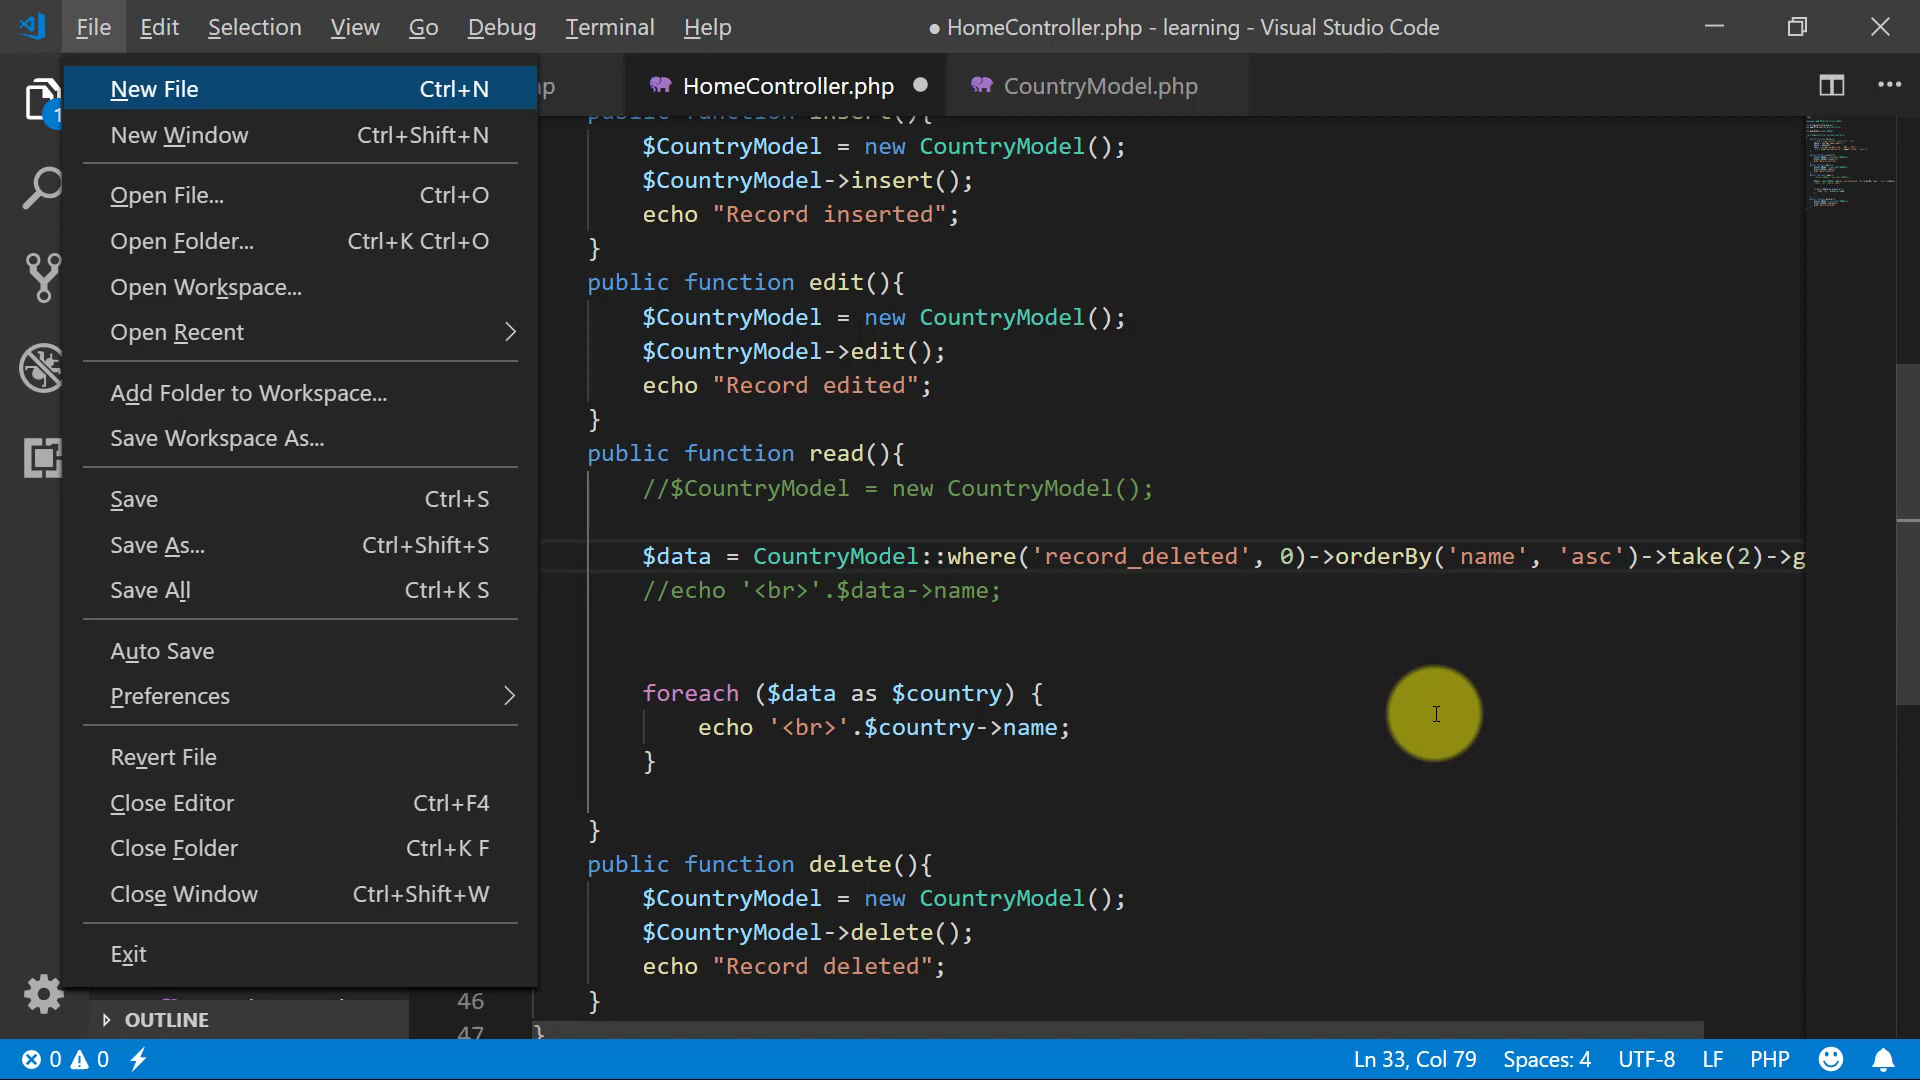 File Edit Selection View Go Debug Terminal Help ● HomeController.php - learning - Visual Studio Code
HomeController.php CountryModel.php
1
New File Ctrl+N
New Window Ctrl+Shift+N
Open File... Ctrl+O
Open Folder... Ctrl+K Ctrl+O
Open Workspace...
Open Recent
Add Folder to Workspace...
Save Workspace As...
Save Ctrl+S
Save As... Ctrl+Shift+S
Save All Ctrl+K S
Auto Save
Preferences
Revert File
Close Editor Ctrl+F4
Close Folder Ctrl+K F
Close Window Ctrl+Shift+W
Exit
OUTLINE
public function insert(){
$CountryModel = new CountryModel();
$CountryModel->insert();
echo "Record inserted";
}
public function edit(){
$CountryModel = new CountryModel();
$CountryModel->edit();
echo "Record edited";
}
public function read(){
//$CountryModel = new CountryModel();
$data = CountryModel::where('record_deleted', 0)->orderBy('name', 'asc')->take(2)->g
//echo '<br>'.$data->name;
foreach ($data as $country) {
echo '<br>'.$country->name;
}
}
public function delete(){
$CountryModel = new CountryModel();
$CountryModel->delete();
echo "Record deleted";
46 }
47 }
0 0 Ln 33, Col 79 Spaces: 4 UTF-8 LF PHP